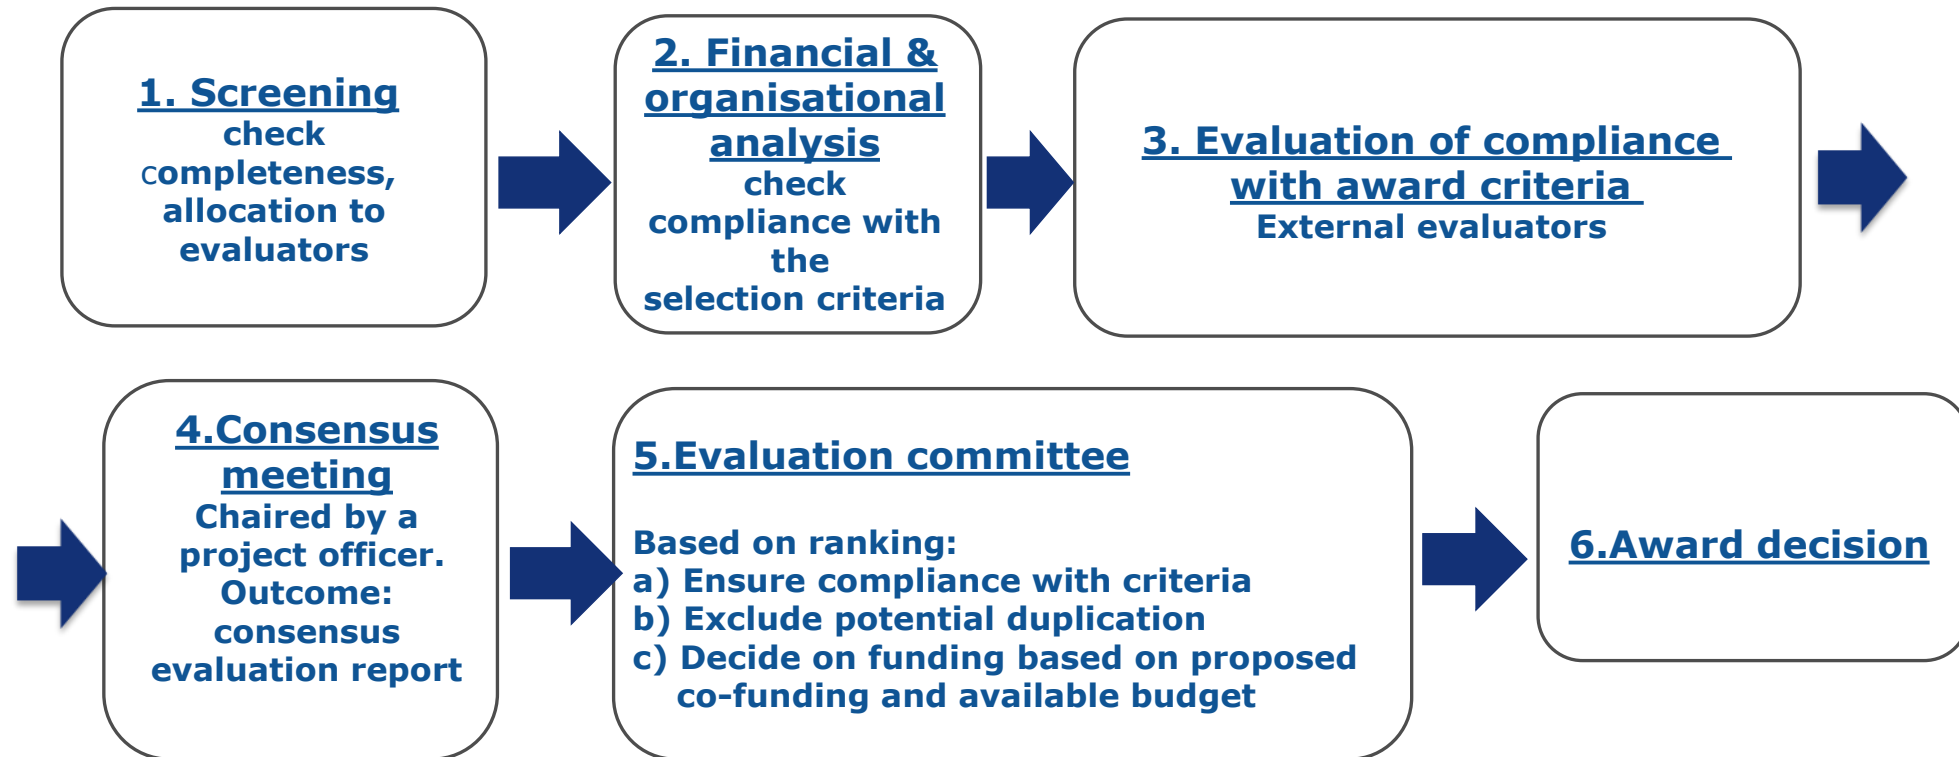 1. Screening
check
completeness,
allocation to
evaluators
2. Financial &
organisational
analysis
check
compliance with
the
selection criteria
3. Evaluation of compliance
with award criteria
External evaluators
4.Consensus
meeting
Chaired by a
project officer.
Outcome:
consensus
evaluation report
5.Evaluation committee
Based on ranking:
a) Ensure compliance with criteria
b) Exclude potential duplication
c) Decide on funding based on proposed
co-funding and available budget
6.Award decision